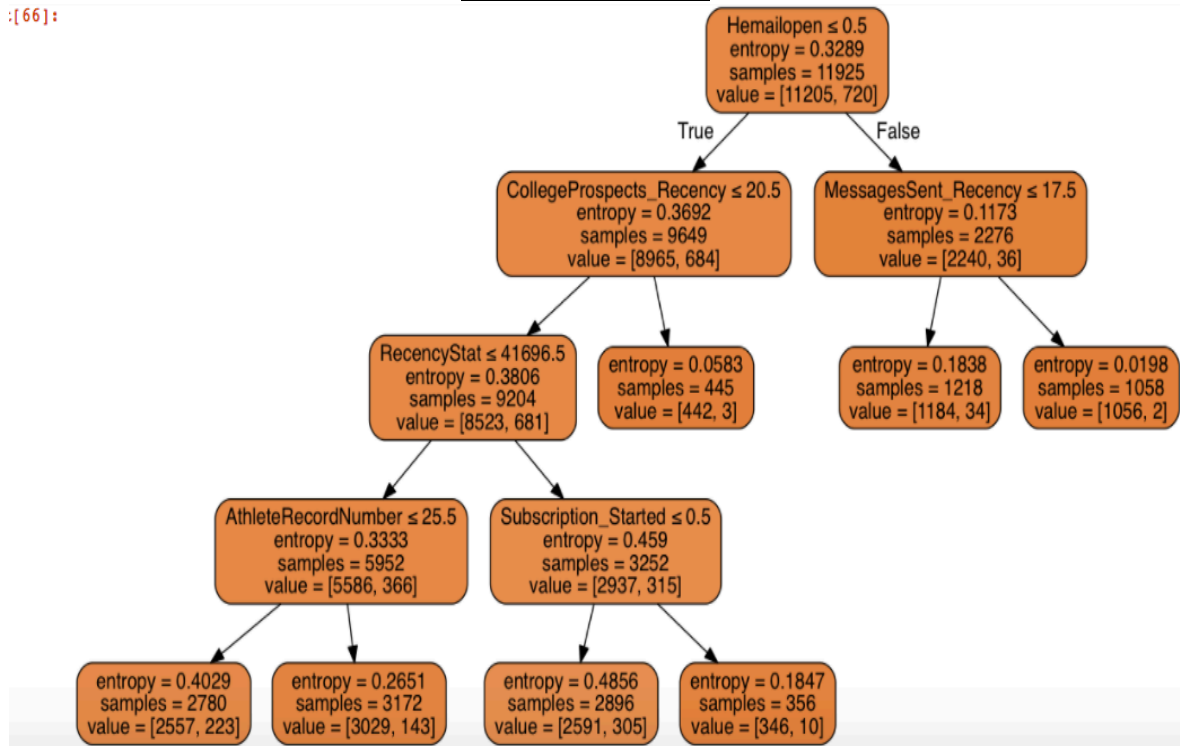 :[66]:
Hemailopen ≤ 0.5
entropy = 0.3289
samples = 11925
value = [11205, 720]
True
False
CollegeProspects_Recency ≤ 20.5
entropy = 0.3692
samples = 9649
value = [8965, 684]
MessagesSent_Recency ≤ 17.5
entropy = 0.1173
samples = 2276
value = [2240, 36]
RecencyStat ≤ 41696.5
entropy = 0.3806
samples = 9204
value = [8523, 681]
entropy = 0.0583
samples = 445
value = [442, 3]
entropy = 0.1838
samples = 1218
value = [1184, 34]
entropy = 0.0198
samples = 1058
value = [1056, 2]
AthleteRecordNumber ≤ 25.5
entropy = 0.3333
samples = 5952
value = [5586, 366]
Subscription_Started ≤ 0.5
entropy = 0.459
samples = 3252
value = [2937, 315]
entropy = 0.4029
samples = 2780
value = [2557, 223]
entropy = 0.2651
samples = 3172
value = [3029, 143]
entropy = 0.4856
samples = 2896
value = [2591, 305]
entropy = 0.1847
samples = 356
value = [346, 10]